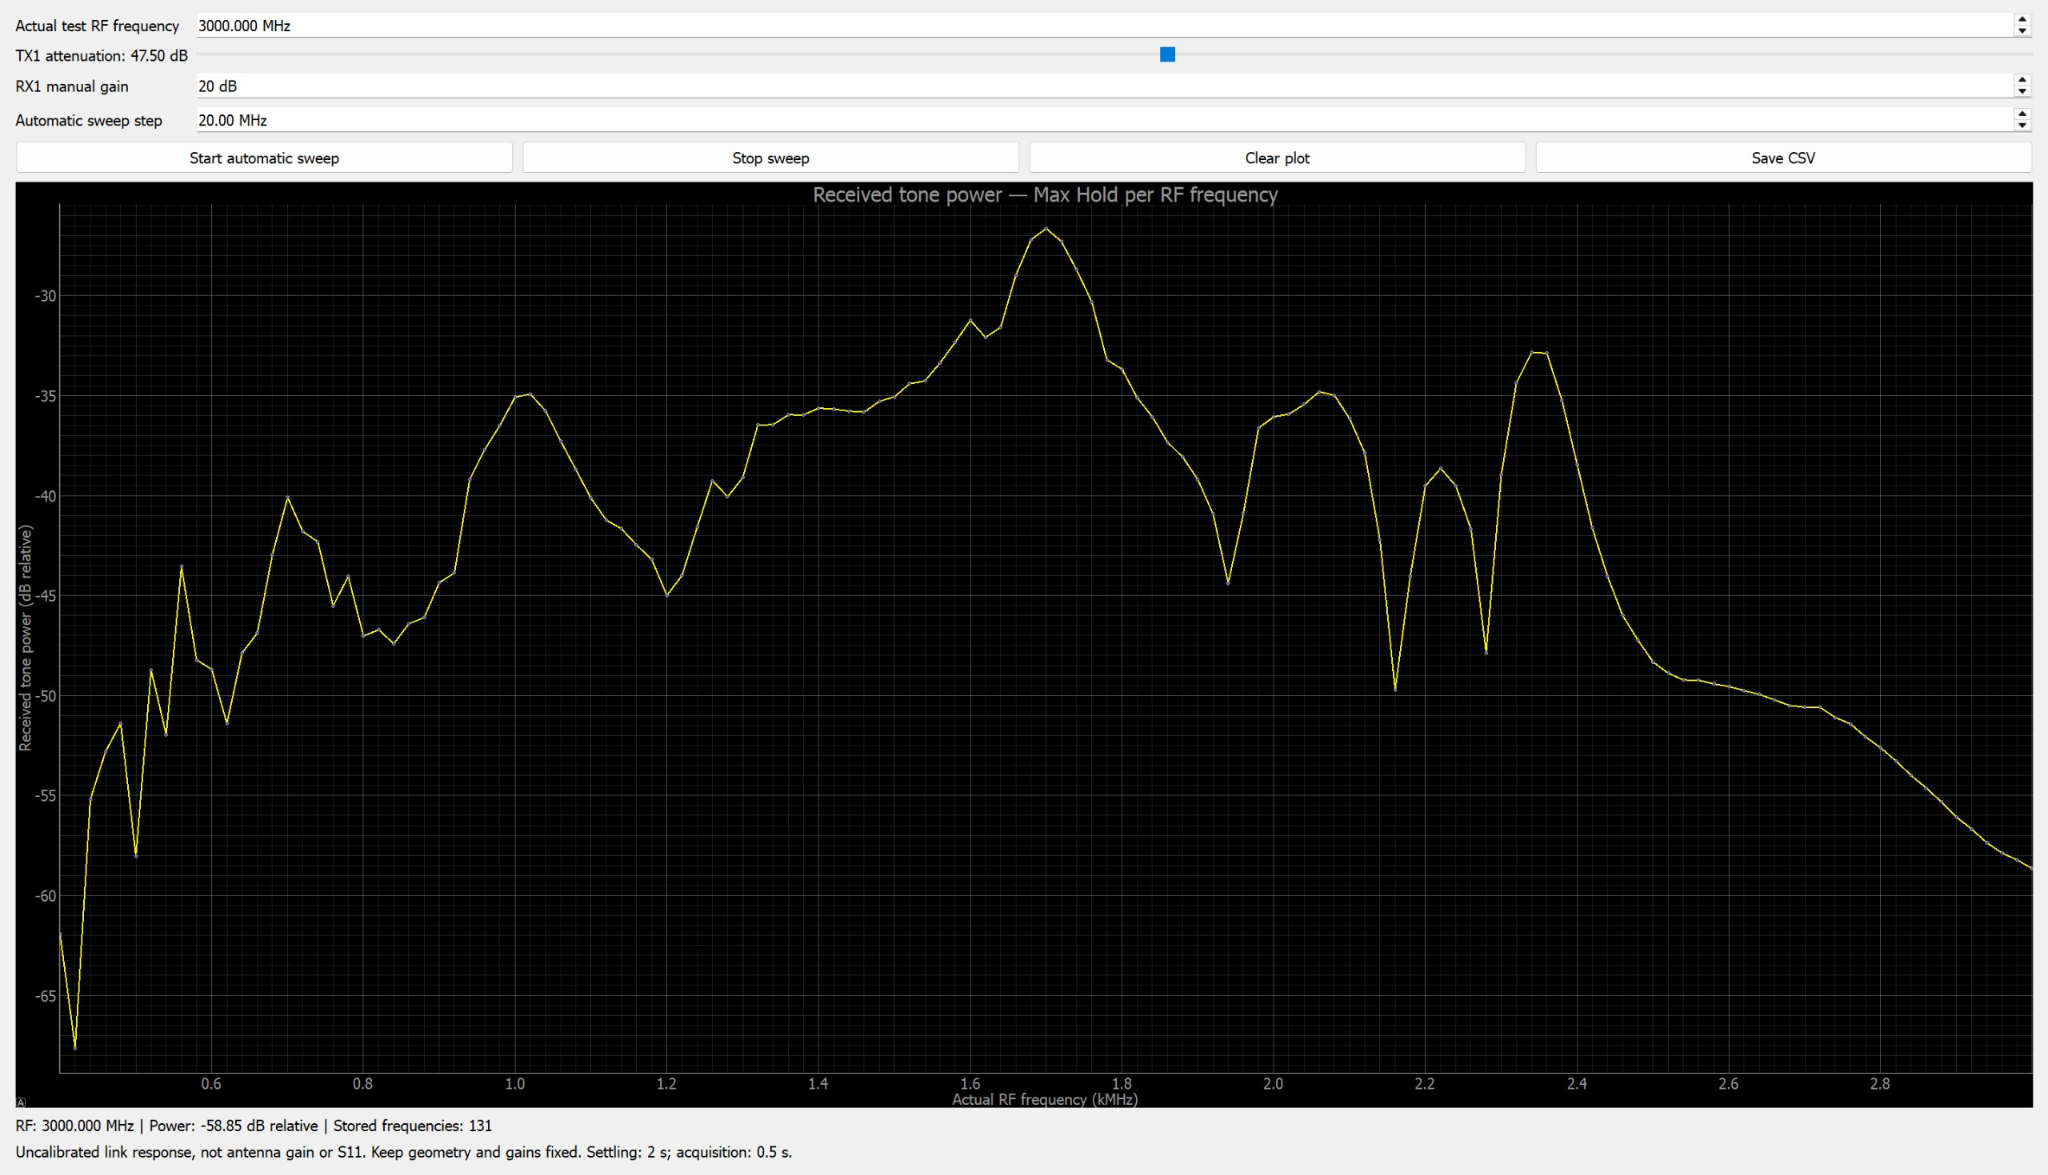 Actual test RF frequency 3000.000 MHz
TX1 attenuation: 47.50 dB
RX1 manual gain 20 dB
Automatic sweep step 20.00 MHz
Start automatic sweep Stop sweep Clear plot Save CSV
Received tone power — Max Hold per RF frequency
Received tone power (dB relative)
-30
-35
-40
-45
-50
-55
-60
-65
0.6 0.8 1.0 1.2 1.4 1.6 1.8 2.0 2.2 2.4 2.6 2.8
Actual RF frequency (kMHz)
A
RF: 3000.000 MHz | Power: -58.85 dB relative | Stored frequencies: 131
Uncalibrated link response, not antenna gain or S11. Keep geometry and gains fixed. Settling: 2 s; acquisition: 0.5 s.